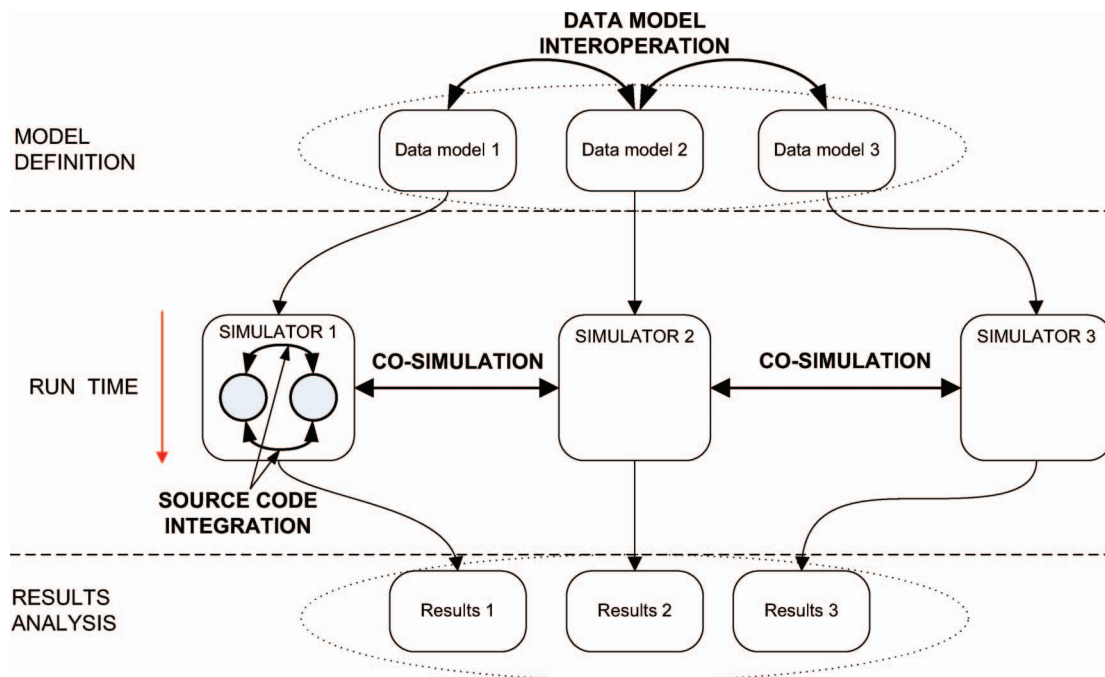 DATA MODEL
INTEROPERATION
MODEL
DEFINITION
Data model 1
Data model 2
Data model 3
SIMULATOR 1
SIMULATOR 2
SIMULATOR 3
CO-SIMULATION
CO-SIMULATION
RUN TIME
SOURCE CODE
INTEGRATION
RESULTS
ANALYSIS
Results 1
Results 2
Results 3